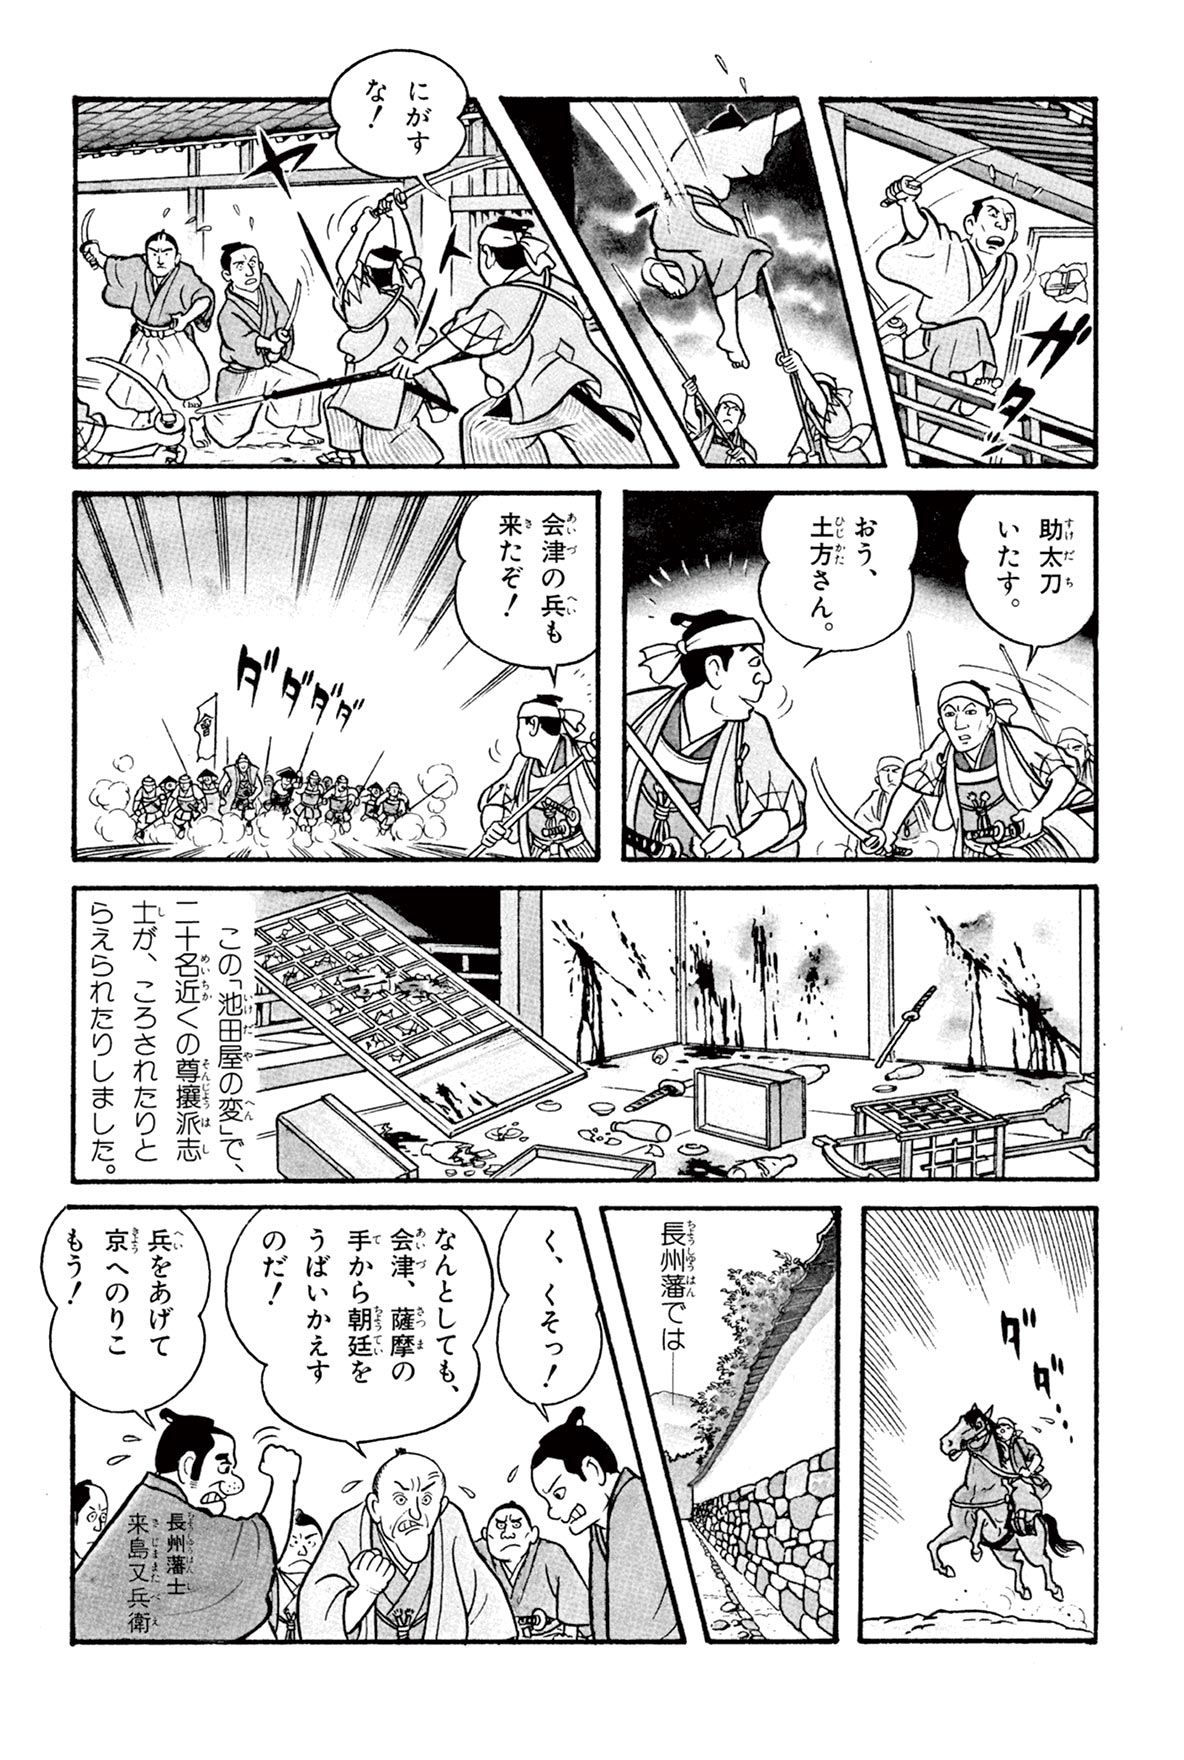 ガタ
にがす
な！
助太刀
いたす。
おう、
土方さん。
会津の兵も
来たぞ！
ダダダダ
この「池田屋の変」で、
二十名近くの尊攘派志
士が、ころされたりと
らえられたりしました。
ダダ…
長州藩では──
く、くそっ！
なんとしても、
会津、薩摩の
手から朝廷を
うばいかえす
のだ！
兵をあげて
京へのりこ
もう！
長州藩士
来島又兵衛